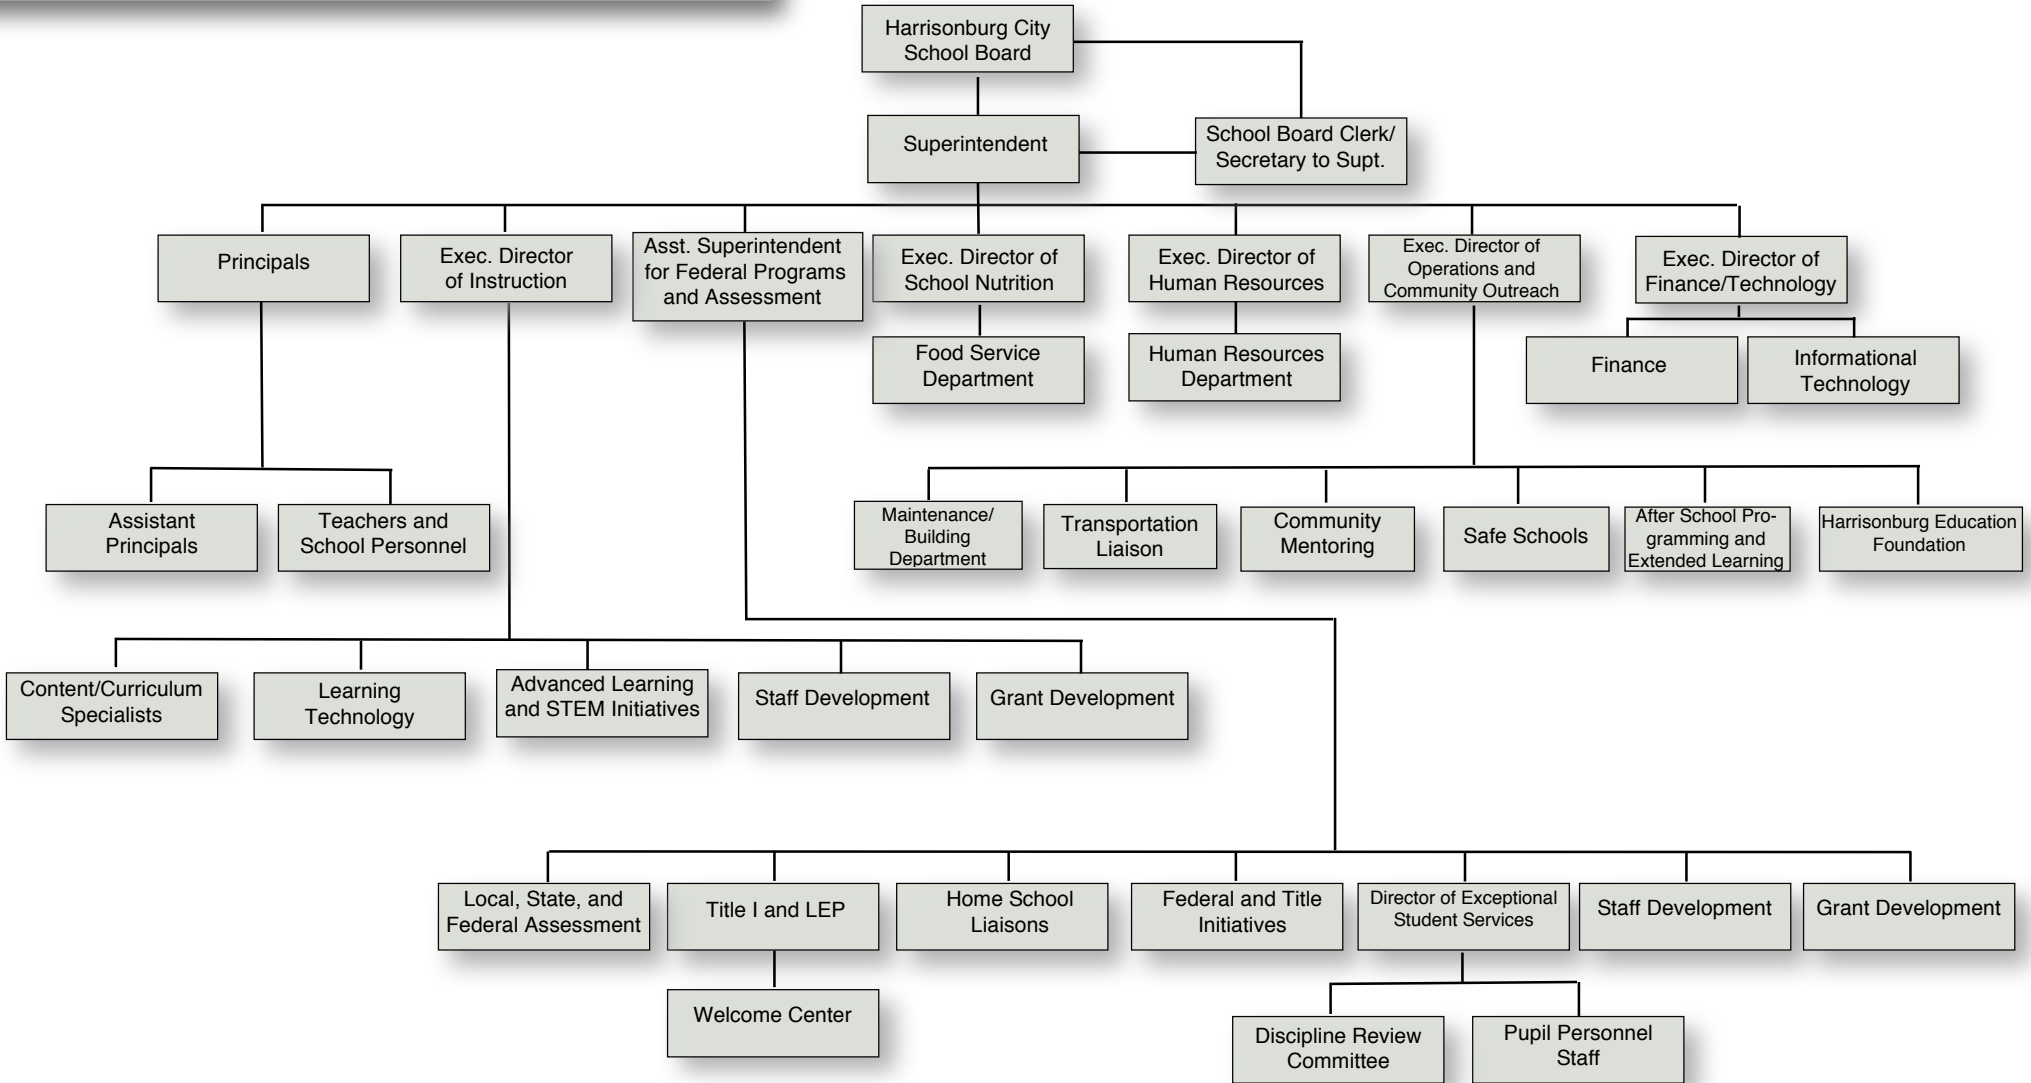 Harrisonburg City
School Board
Superintendent
School Board Clerk/
Secretary to Supt.
Principals
Exec. Director
of Instruction
Asst. Superintendent
for Federal Programs
and Assessment
Exec. Director of
School Nutrition
Exec. Director of
Human Resources
Exec. Director of
Operations and
Community Outreach
Exec. Director of
Finance/Technology
Food Service
Department
Human Resources
Department
Finance
Informational
Technology
Assistant
Principals
Teachers and
School Personnel
Maintenance/
Building
Department
Transportation
Liaison
Community
Mentoring
Safe Schools
After School Pro-
gramming and
Extended Learning
Harrisonburg Education
Foundation
Content/Curriculum
Specialists
Learning
Technology
Advanced Learning
and STEM Initiatives
Staff Development
Grant Development
Local, State, and
Federal Assessment
Title I and LEP
Home School
Liaisons
Federal and Title
Initiatives
Director of Exceptional
Student Services
Staff Development
Grant Development
Welcome Center
Discipline Review
Committee
Pupil Personnel
Staff